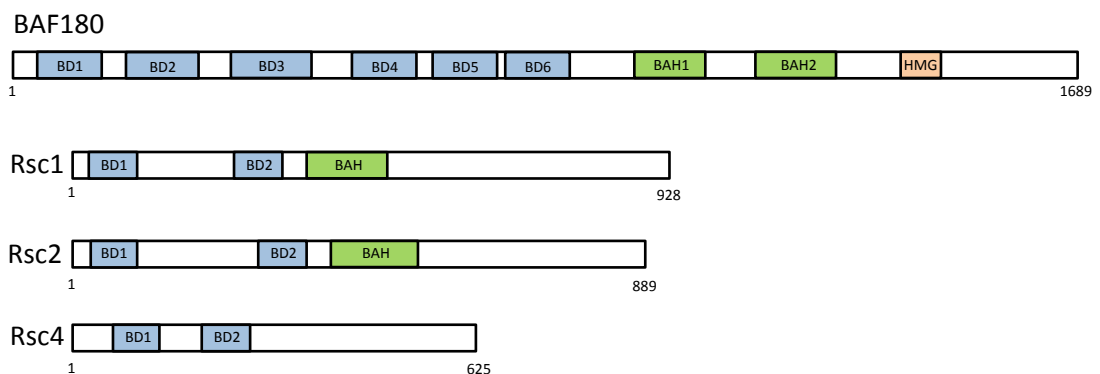 BAF180
BD1 BD2 BD3 BD4 BD5 BD6 BAH1 BAH2 HMG
1 1689
Rsc1 BD1 BD2 BAH
1 928
Rsc2 BD1 BD2 BAH
1 889
Rsc4 BD1 BD2
1 625